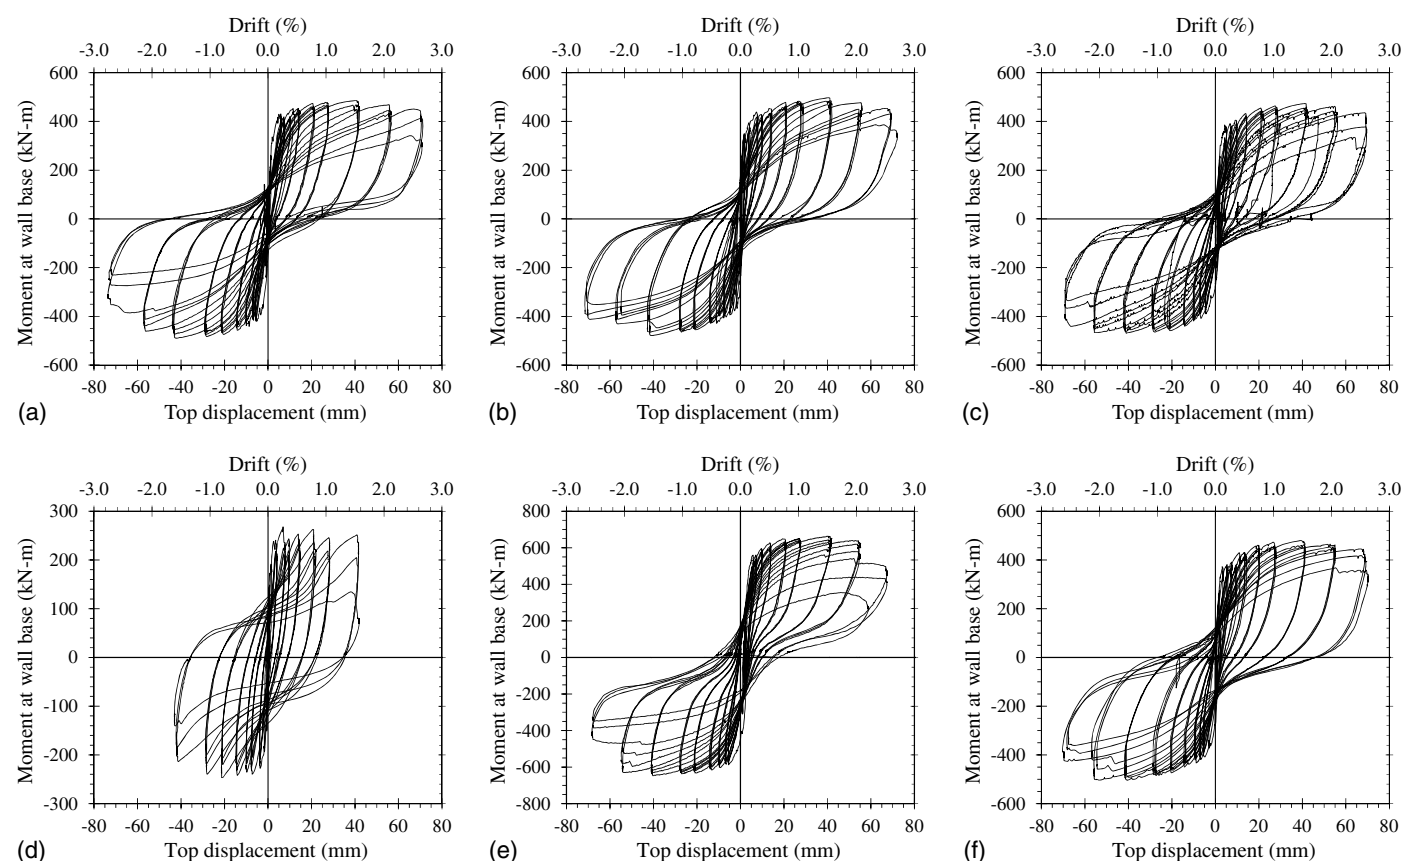 Drift (%) Drift (%) Drift (%)
-3.0 -2.0 -1.0 0.0 1.0 2.0 3.0 -3.0 -2.0 -1.0 0.0 1.0 2.0 3.0 -3.0 -2.0 -1.0 0.0 1.0 2.0 3.0
600 600 600
400 400 400
200 200 200
0 0 0
-200 -200 -200
-400 -400 -400
-600 -600 -600
Moment at wall base (kN-m) Moment at wall base (kN-m) Moment at wall base (kN-m)
-80 -60 -40 -20 0 20 40 60 80 -80 -60 -40 -20 0 20 40 60 80 -80 -60 -40 -20 0 20 40 60 80
(a) Top displacement (mm) (b) Top displacement (mm) (c) Top displacement (mm)
Drift (%) Drift (%) Drift (%)
-3.0 -2.0 -1.0 0.0 1.0 2.0 3.0 -3.0 -2.0 -1.0 0.0 1.0 2.0 3.0 -3.0 -2.0 -1.0 0.0 1.0 2.0 3.0
300 800 600
200 600 400
100 400 200
0 200 0
-100 0 -200
-200 -200 -400
-300 -400 -600
-600
-800
Moment at wall base (kN-m) Moment at wall base (kN-m) Moment at wall base (kN-m)
-80 -60 -40 -20 0 20 40 60 80 -80 -60 -40 -20 0 20 40 60 80 -80 -60 -40 -20 0 20 40 60 80
(d) Top displacement (mm) (e) Top displacement (mm) (f) Top displacement (mm)